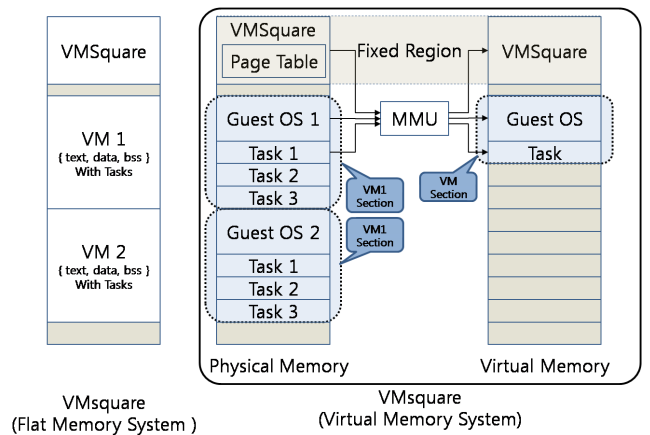 VMSquare
VM 1
{ text, data, bss }
With Tasks
VM 2
{ text, data, bss }
With Tasks
VMsquare
(Flat Memory System )
VMSquare
Page Table
Fixed Region
VMSquare
Guest OS 1
MMU
Guest OS
Task 1
Task
Task 2
VM1
Section
VM
Section
Task 3
Guest OS 2
VM1
Section
Task 1
Task 2
Task 3
Physical Memory
Virtual Memory
VMsquare
(Virtual Memory System)